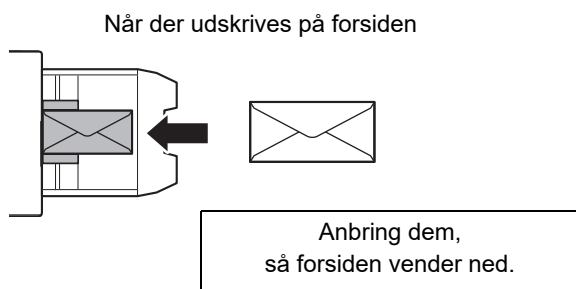 Når der udskrives på forsiden
Anbring dem,
så forsiden vender ned.